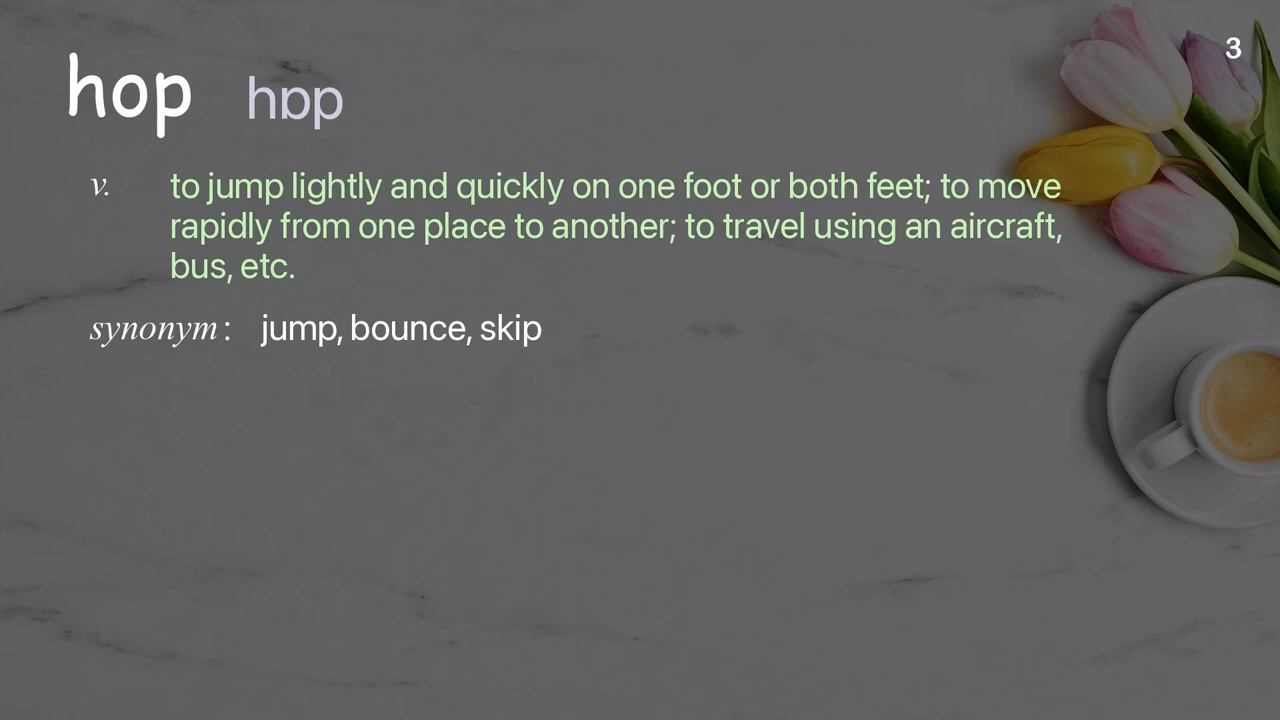 3
hop hɒp
v. to jump lightly and quickly on one foot or both feet; to move
rapidly from one place to another; to travel using an aircraft,
bus, etc.
synonym : jump, bounce, skip